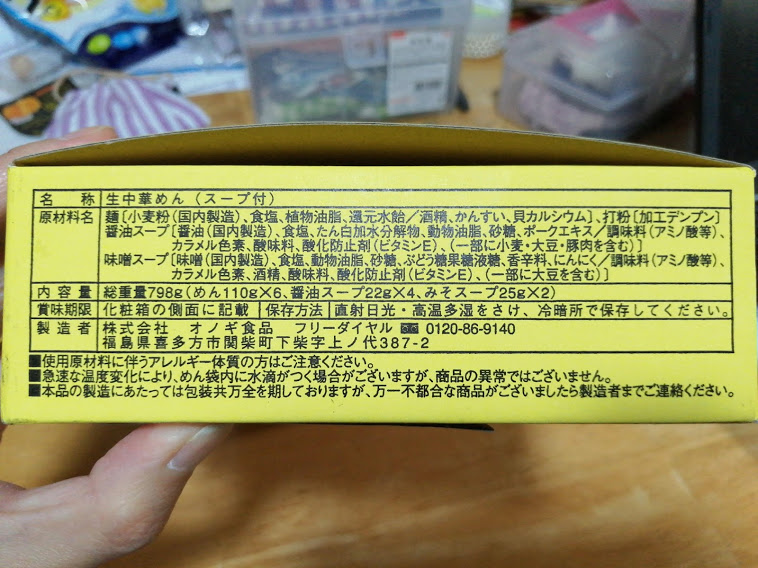 名称 生中華めん(スープ付)
原材料名 麺[小麦粉(国内製造)、食塩、植物油脂、還元水飴/酒精、かんすい、貝カルシウム]、打粉[加工デンプン]
醤油スープ[醤油(国内製造)、食塩、たん白加水分解物、動物油脂、砂糖、ポークエキス/調味料(アミノ酸等)、
カラメル色素、酸味料、酸化防止剤(ビタミンE)、(一部に小麦・大豆・豚肉を含む)]
味噌スープ[味噌(国内製造)、食塩、動物油脂、砂糖、ぶどう糖果糖液糖、香辛料、にんにく/調味料(アミノ酸等)、
カラメル色素、酒精、酸味料、酸化防止剤(ビタミンE)、(一部に大豆を含む)]
内容量 総重量798g(めん110g×6、醤油スープ22g×4、みそスープ25g×2)
賞味期限 化粧箱の側面に記載 保存方法 直射日光・高温多湿をさけ、冷暗所で保存してください。
製造者 株式会社 オノギ食品 フリーダイヤル 0120-86-9140
福島県喜多方市関柴町下柴字上ノ代387-2
■使用原材料に伴うアレルギー体質の方はご注意ください。
■急速な温度変化により、めん袋内に水滴がつく場合がございますが、商品の異常ではございません。
■本品の製造にあたっては包装共万全を期しておりますが、万一不都合な商品がございましたら製造者までご連絡ください。